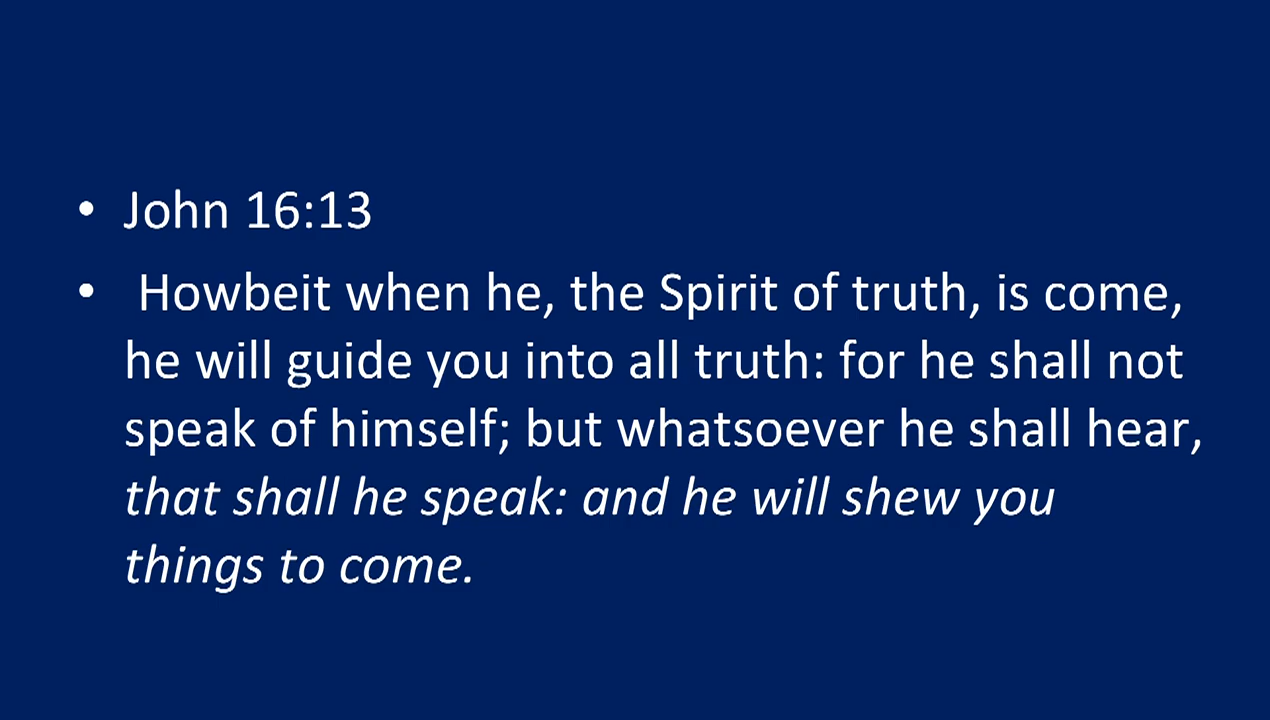 • John 16:13
• Howbeit when he, the Spirit of truth, is come,
he will guide you into all truth: for he shall not
speak of himself; but whatsoever he shall hear,
that shall he speak: and he will shew you
things to come.